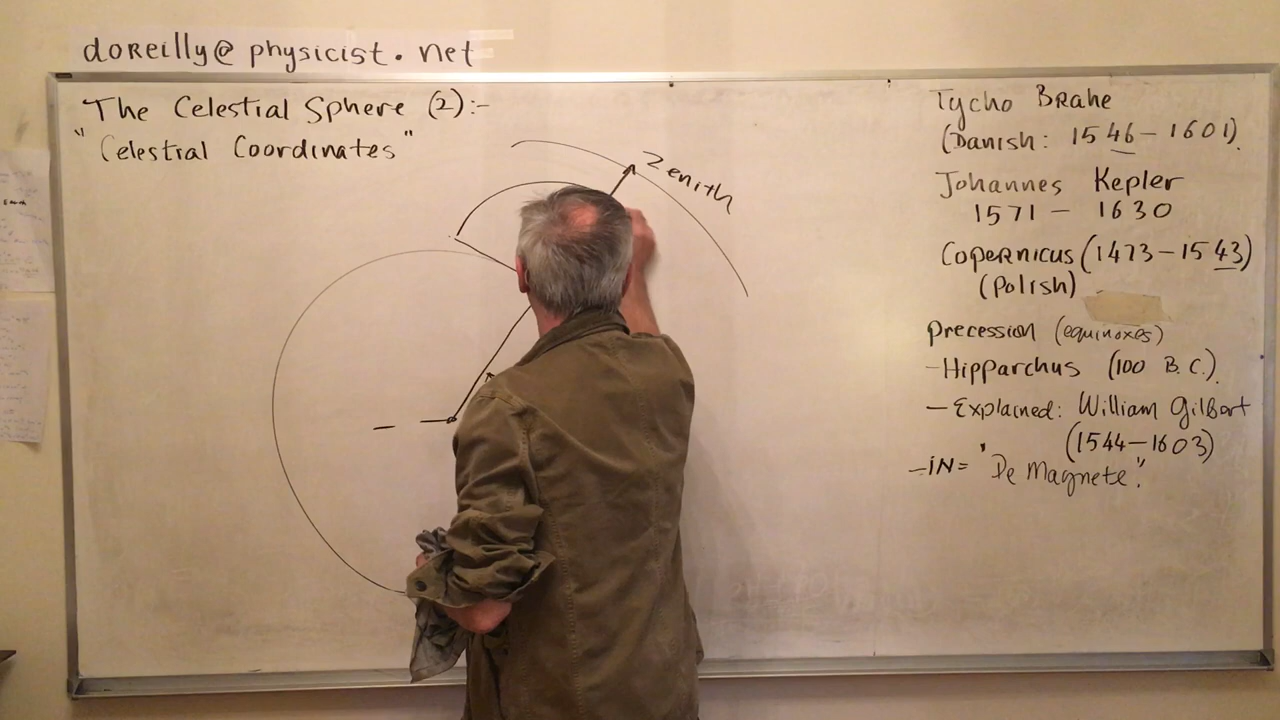 doreilly@physicist.net
The Celestial Sphere (2):-
"Celestral Coordinates"
Zenith
Tycho Brahe
(Danish: 1546-1601).
Johannes Kepler
1571 - 1630
Copernicus (1473-1543)
(Polish)
precession (equinoxes)
-Hipparchus (100 B.C.).
- Explained: William Gilbert
(1544-1603)
-iN= "De Magnete".